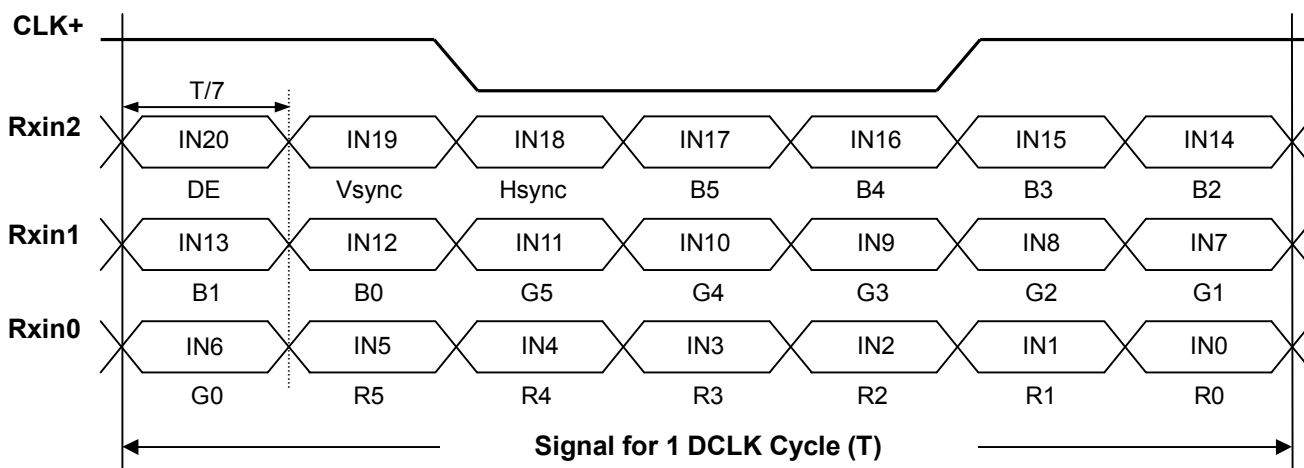 CLK+
T/7
Rxin2 IN20 IN19 IN18 IN17 IN16 IN15 IN14
DE Vsync Hsync B5 B4 B3 B2
Rxin1 IN13 IN12 IN11 IN10 IN9 IN8 IN7
B1 B0 G5 G4 G3 G2 G1
Rxin0 IN6 IN5 IN4 IN3 IN2 IN1 IN0
G0 R5 R4 R3 R2 R1 R0
Signal for 1 DCLK Cycle (T)